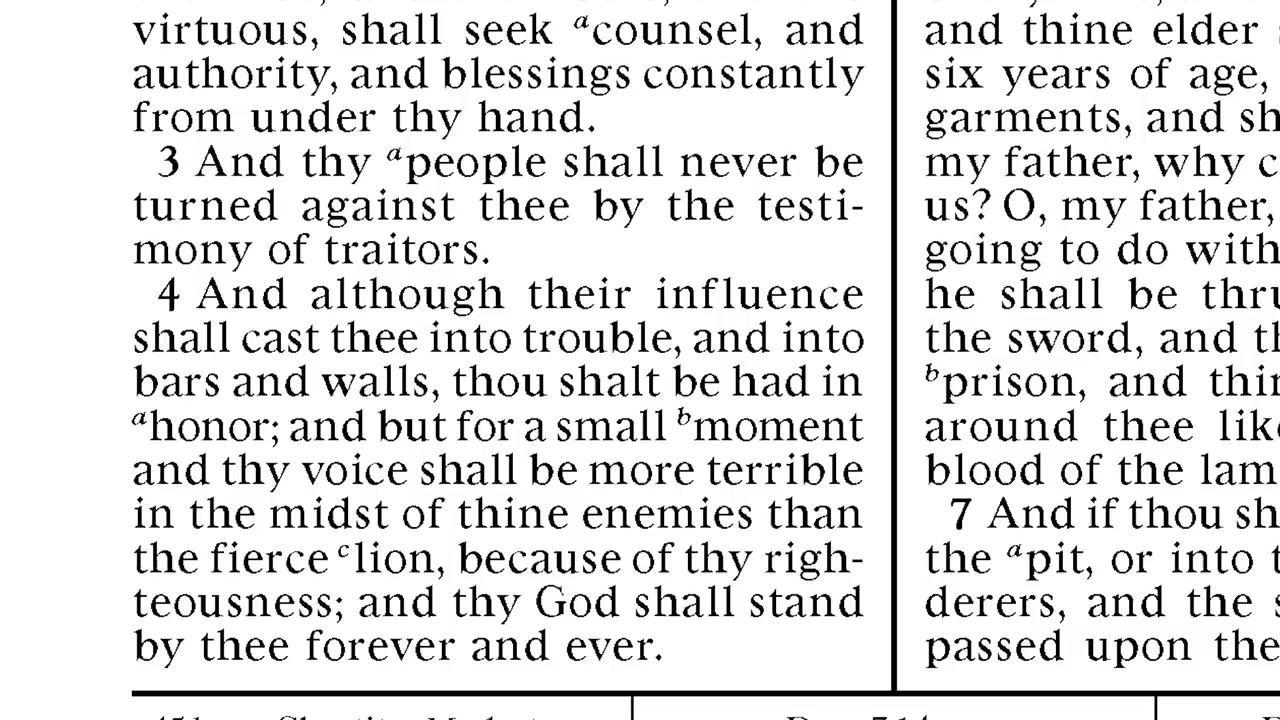 virtuous, shall seek ᵃcounsel, and
authority, and blessings constantly
from under thy hand.
3 And thy ᵃpeople shall never be
turned against thee by the testi-
mony of traitors.
4 And although their influence
shall cast thee into trouble, and into
bars and walls, thou shalt be had in
ᵃhonor; and but for a small ᵇmoment
and thy voice shall be more terrible
in the midst of thine enemies than
the fierce ᶜlion, because of thy righ-
teousness; and thy God shall stand
by thee forever and ever.
and thine elder
six years of age,
garments, and sh
my father, why c
us? O, my father,
going to do with
he shall be thru
the sword, and th
ᵇprison, and thin
around thee like
blood of the lam
7 And if thou sh
the ᵃpit, or into t
derers, and the s
passed upon the